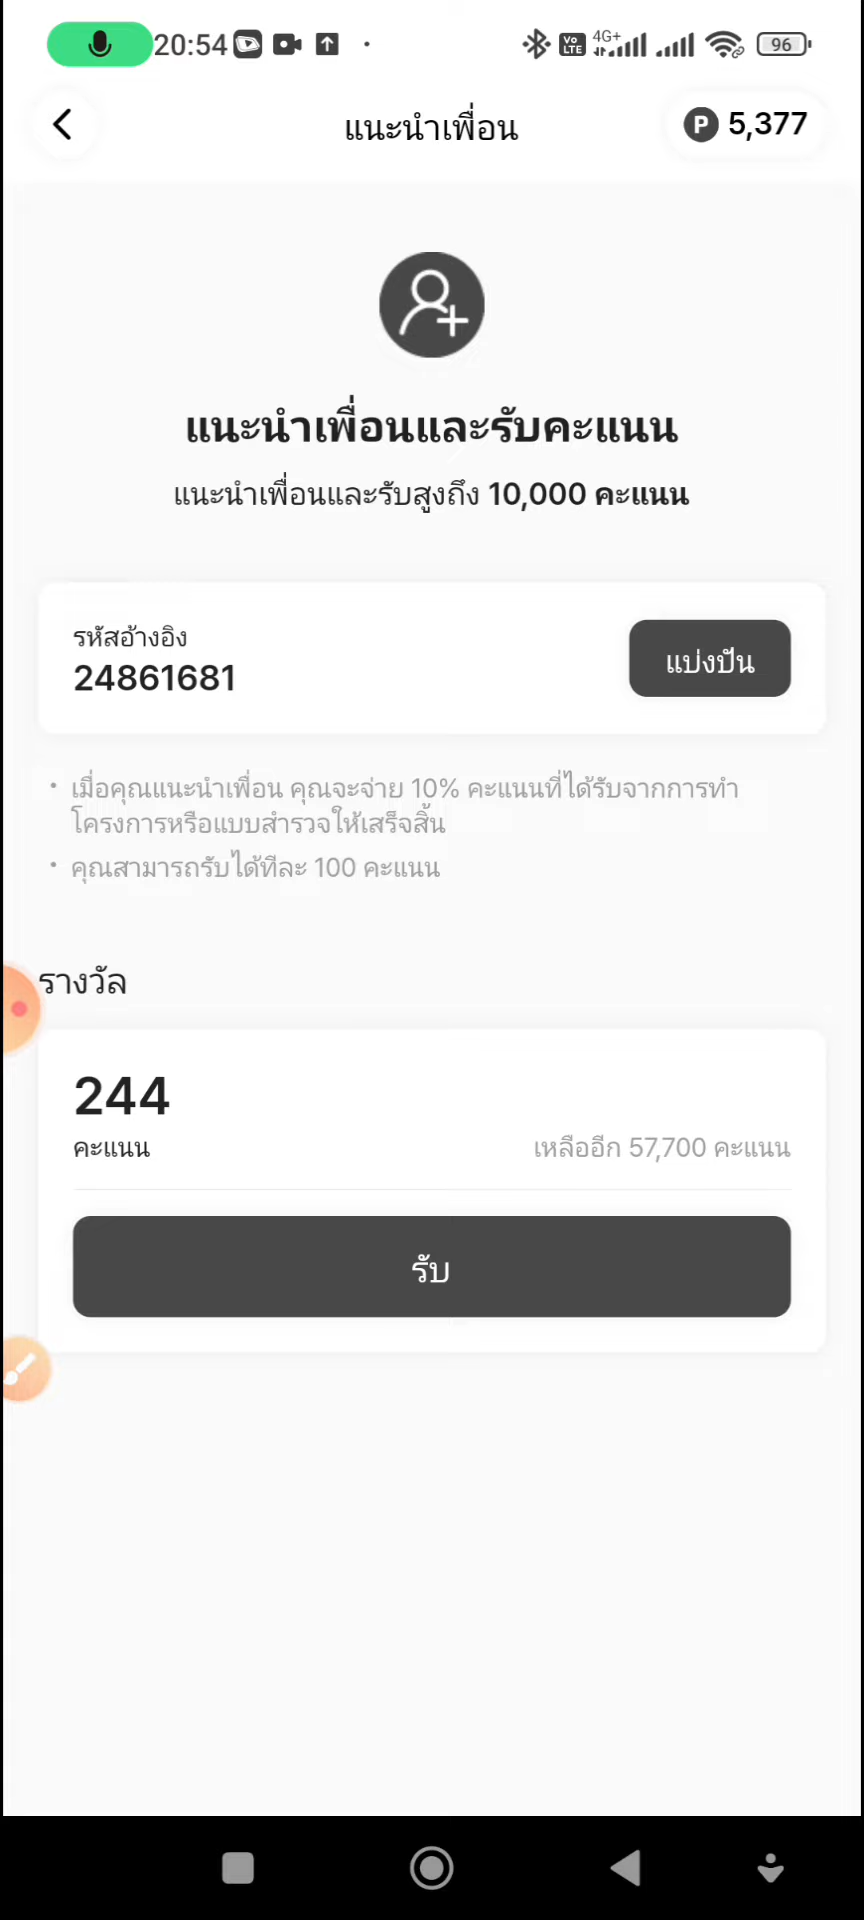 20:54
Vo LTE 4G+ 96
แนะนำเพื่อน
P 5,377
แนะนำเพื่อนและรับคะแนน
แนะนำเพื่อนและรับสูงถึง 10,000 คะแนน
รหัสอ้างอิง
24861681
แบ่งปัน
• เมื่อคุณแนะนำเพื่อน คุณจะจ่าย 10% คะแนนที่ได้รับจากการทำ
โครงการหรือแบบสำรวจให้เสร็จสิ้น
• คุณสามารถรับได้ทีละ 100 คะแนน
รางวัล
244
คะแนน
เหลืออีก 57,700 คะแนน
รับ